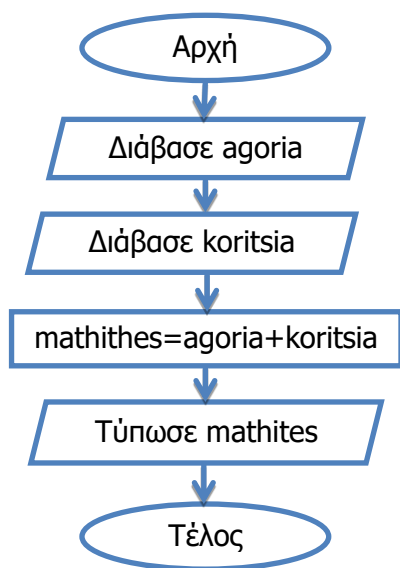 Αρχή
Διάβασε agoria
Διάβασε koritsia
mathithes=agoria+koritsia
Τύπωσε mathites
Τέλος